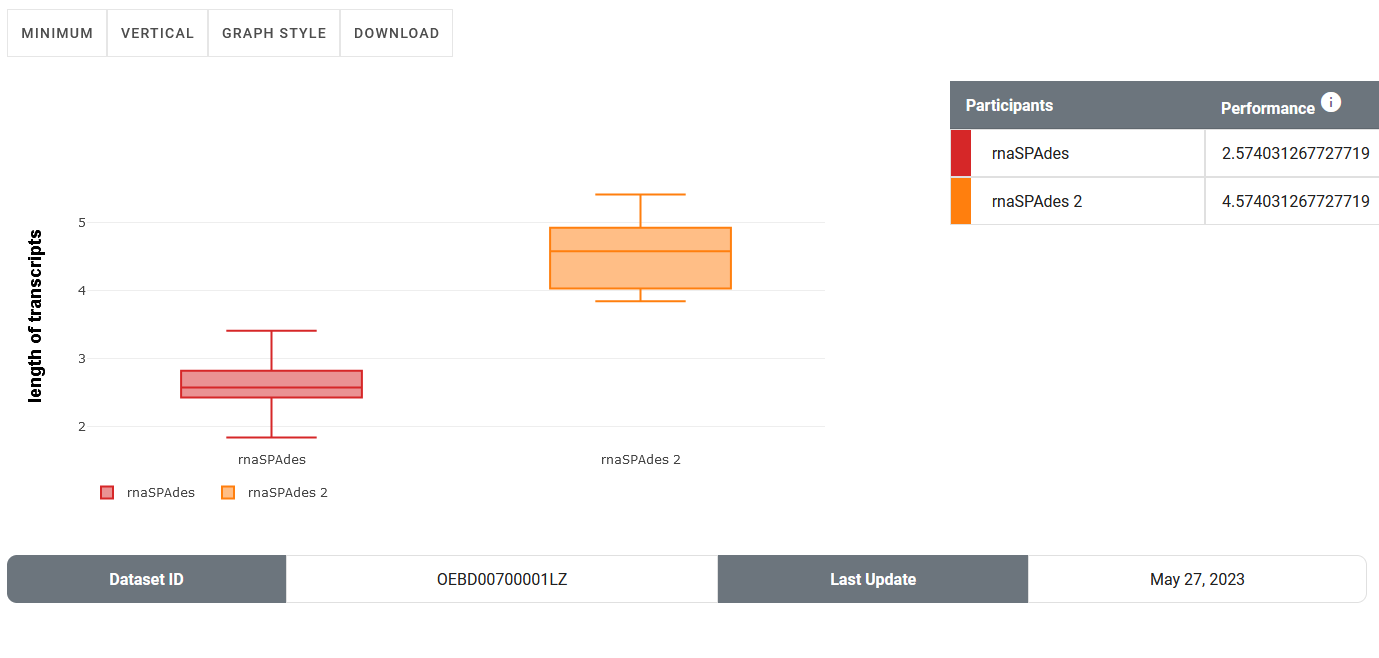 MINIMUM VERTICAL GRAPH STYLE DOWNLOAD
Participants Performance i
rnaSPAdes 2.574031267727719
rnaSPAdes 2 4.574031267727719
length of transcripts
5
4
3
2
rnaSPAdes rnaSPAdes 2
rnaSPAdes rnaSPAdes 2
Dataset ID OEBD00700001LZ Last Update May 27, 2023